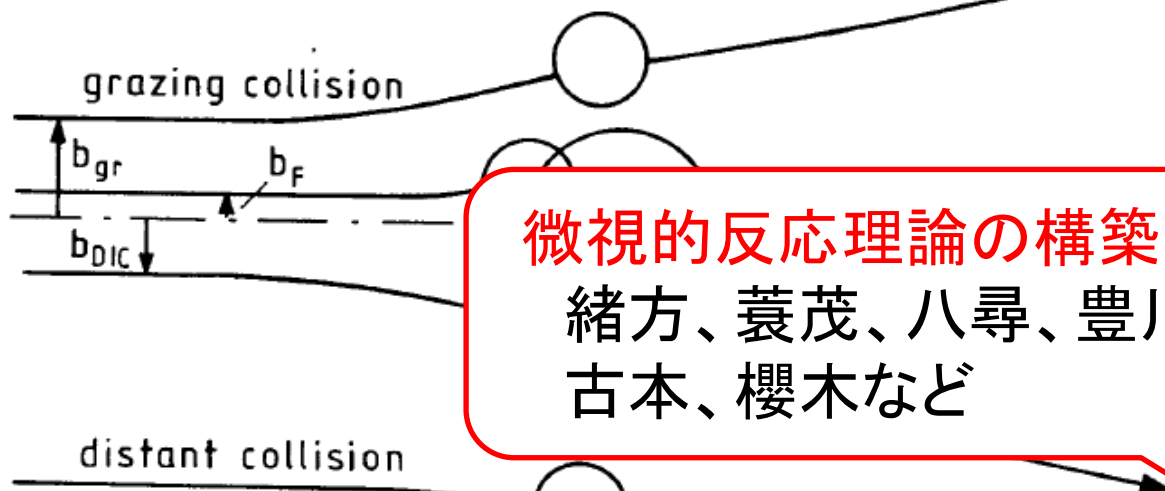 grazing collision
b_gr
b_F
b_DIC
微視的反応理論の構築
緒方、蓑茂、八尋、豊
古本、櫻木など
distant collision